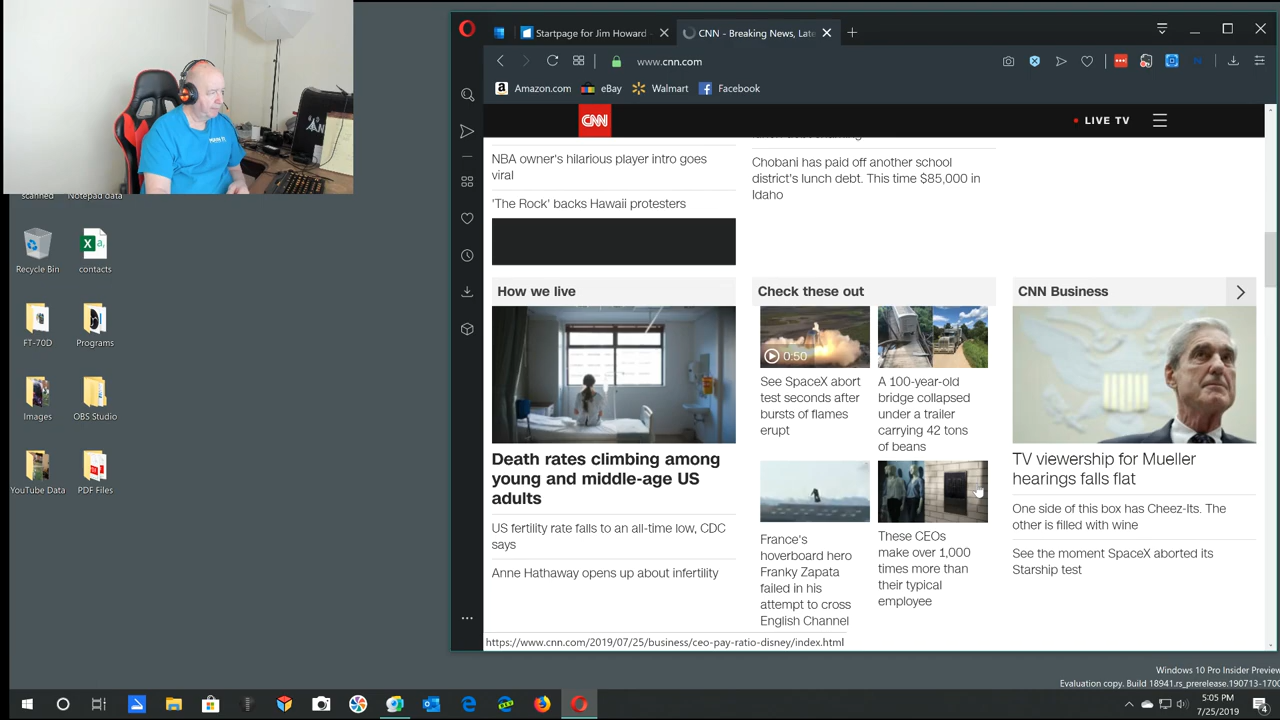 Startpage for Jim Howard
CNN - Breaking News, Late
www.cnn.com
Amazon.com
eBay
Walmart
Facebook
CNN
LIVE TV
NBA owner's hilarious player intro goes
viral
'The Rock' backs Hawaii protesters
Chobani has paid off another school
district's lunch debt. This time $85,000 in
Idaho
How we live
Death rates climbing among
young and middle-age US
adults
US fertility rate falls to an all-time low, CDC
says
Anne Hathaway opens up about infertility
Check these out
0:50
See SpaceX abort
test seconds after
bursts of flames
erupt
A 100-year-old
bridge collapsed
under a trailer
carrying 42 tons
of beans
France's
hoverboard hero
Franky Zapata
failed in his
attempt to cross
English Channel
These CEOs
make over 1,000
times more than
their typical
employee
CNN Business
TV viewership for Mueller
hearings falls flat
One side of this box has Cheez-Its. The
other is filled with wine
See the moment SpaceX aborted its
Starship test
https://www.cnn.com/2019/07/25/business/ceo-pay-ratio-disney/index.html
scanned
Notepad data
Recycle Bin
contacts
FT-70D
Programs
Images
OBS Studio
YouTube Data
PDF Files
Windows 10 Pro Insider Preview
Evaluation copy. Build 18941.rs_prerelease.190713-1700
5:05 PM
7/25/2019